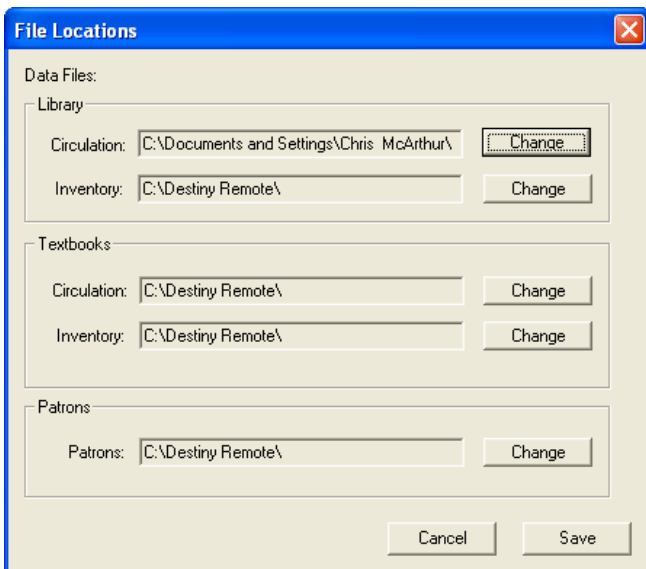 File Locations
Data Files:
Library
Circulation: C:\Documents and Settings\Chris McArthur\ Change
Inventory: C:\Destiny Remote\ Change
Textbooks
Circulation: C:\Destiny Remote\ Change
Inventory: C:\Destiny Remote\ Change
Patrons
Patrons: C:\Destiny Remote\ Change
Cancel Save